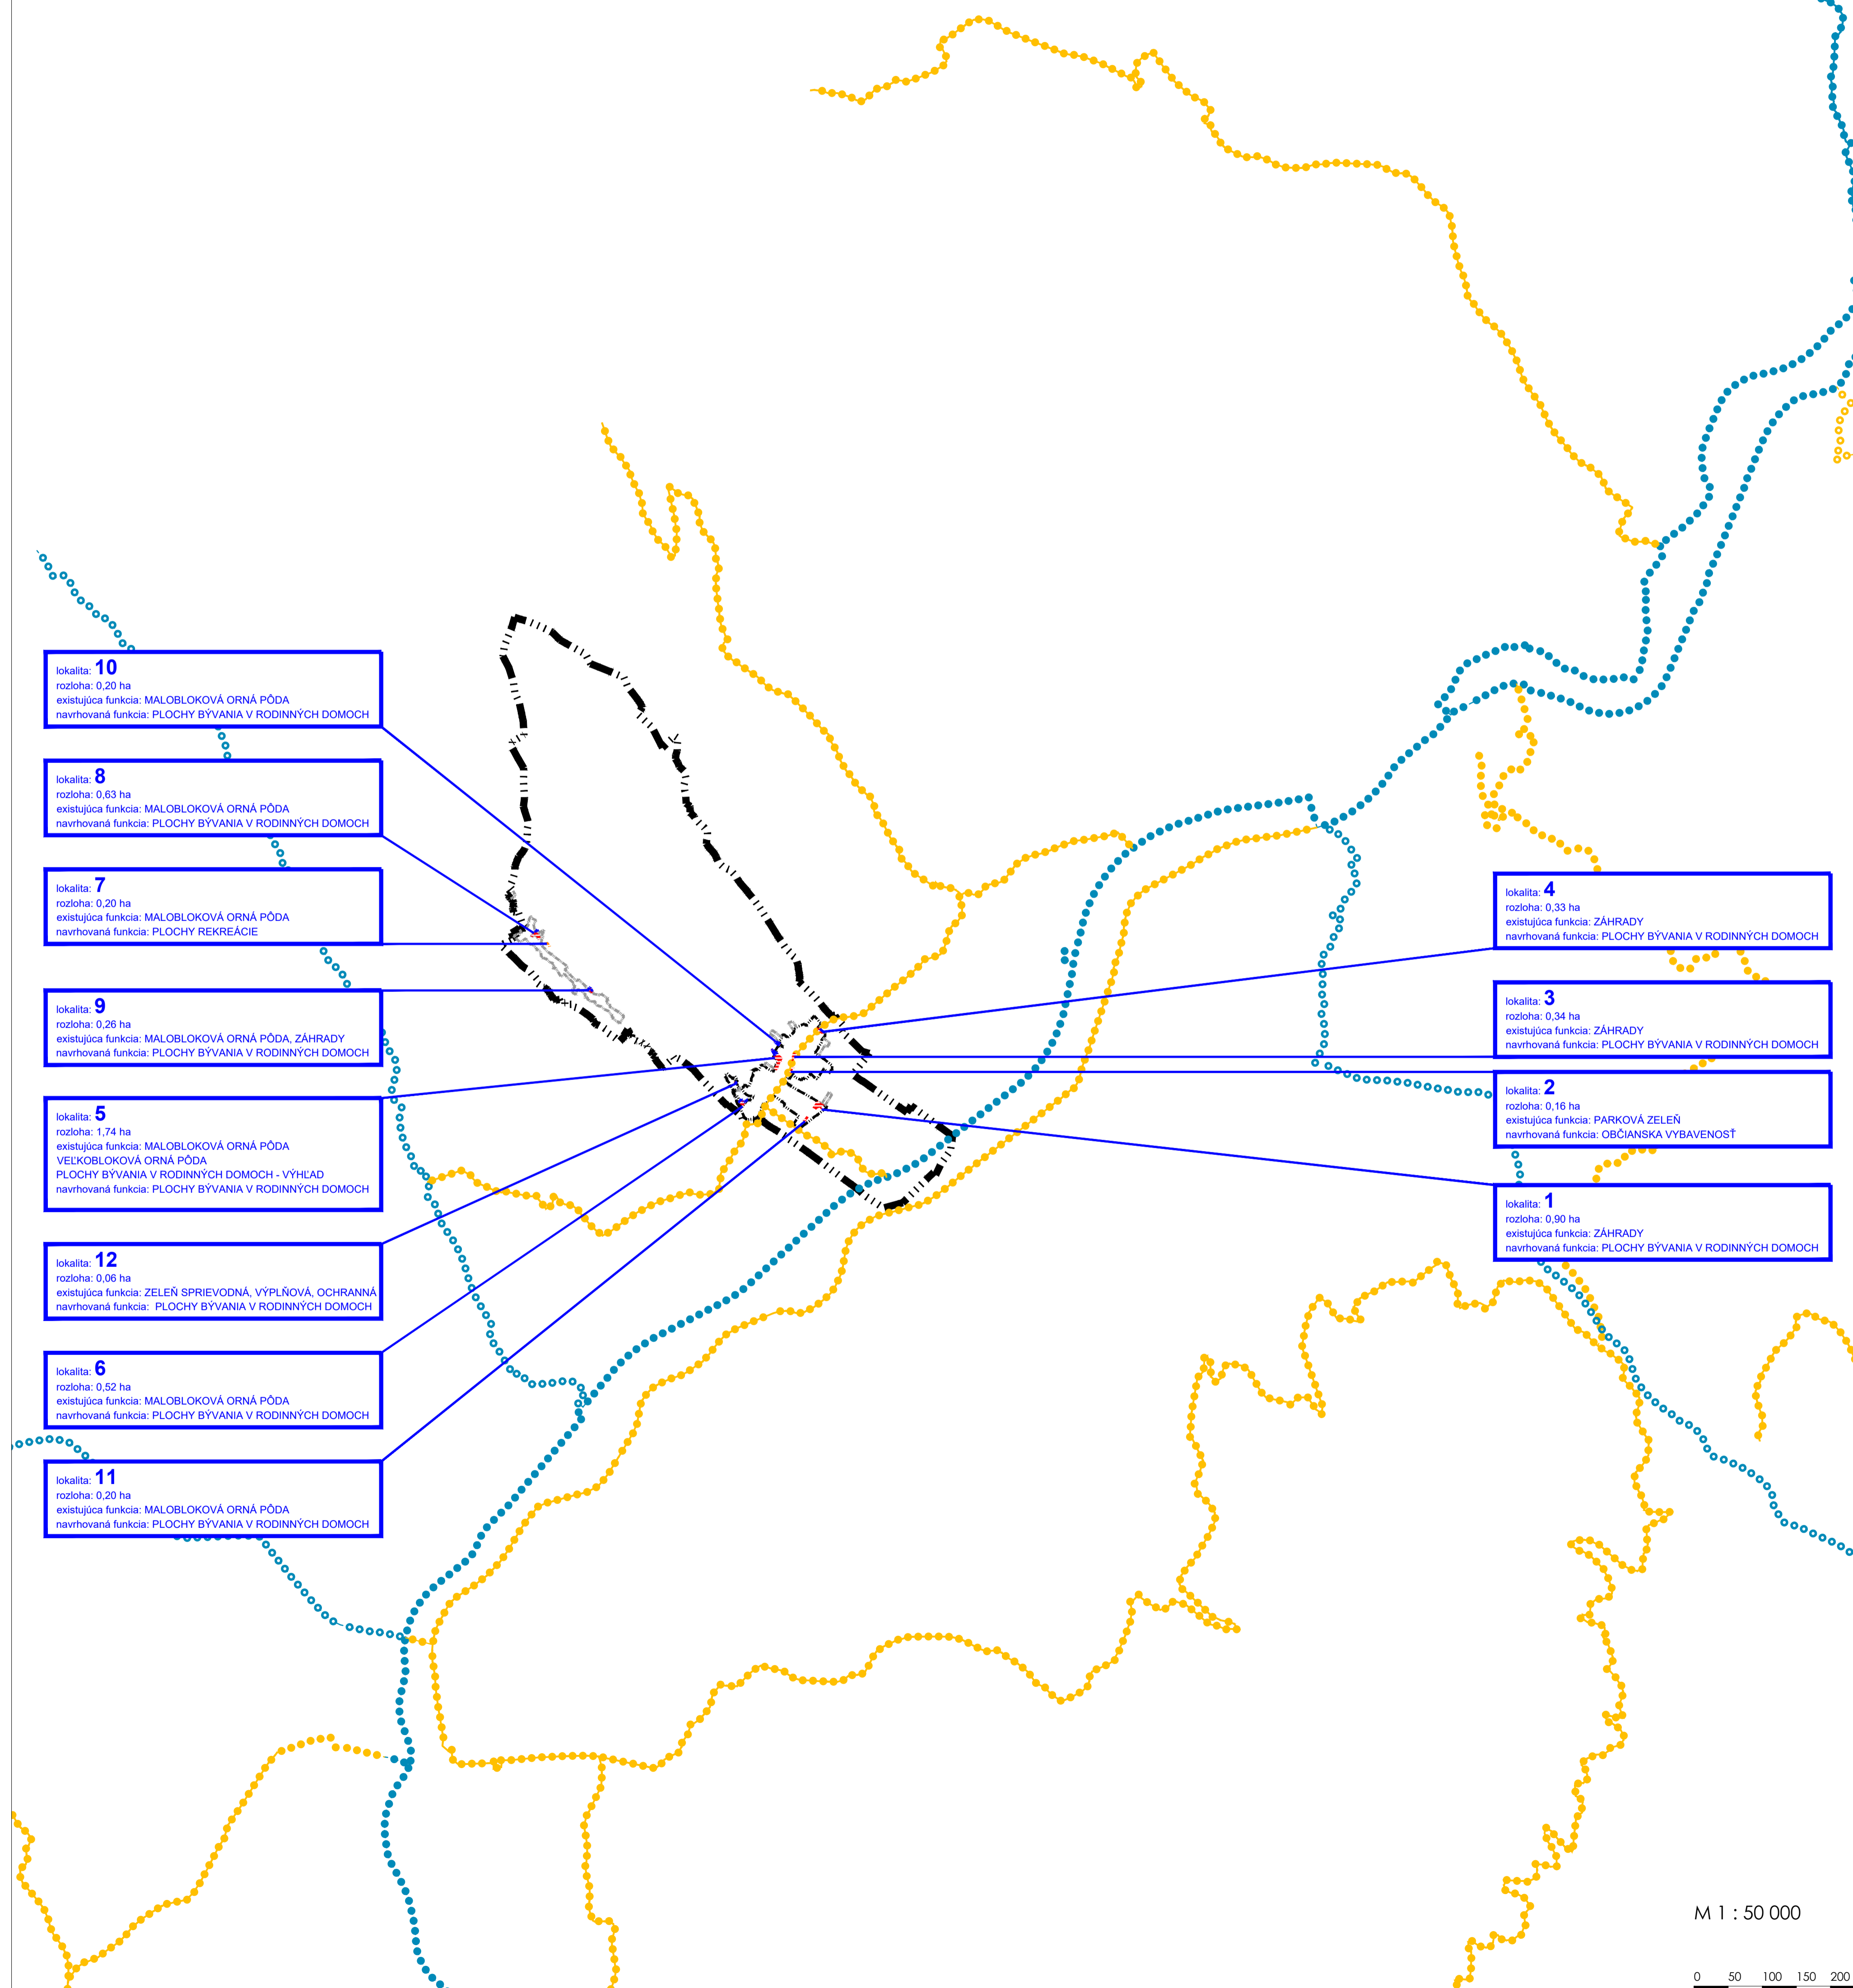 lokalita: 10
rozloha: 0,20 ha
existujúca funkcia: MALOBLOKOVÁ ORNÁ PÔDA
navrhovaná funkcia: PLOCHY BÝVANIA V RODINNÝCH DOMOCH
lokalita: 8
rozloha: 0,63 ha
existujúca funkcia: MALOBLOKOVÁ ORNÁ PÔDA
navrhovaná funkcia: PLOCHY BÝVANIA V RODINNÝCH DOMOCH
lokalita: 7
rozloha: 0,20 ha
existujúca funkcia: MALOBLOKOVÁ ORNÁ PÔDA
navrhovaná funkcia: PLOCHY REKREÁCIE
lokalita: 9
rozloha: 0,26 ha
existujúca funkcia: MALOBLOKOVÁ ORNÁ PÔDA, ZÁHRADY
navrhovaná funkcia: PLOCHY BÝVANIA V RODINNÝCH DOMOCH
lokalita: 5
rozloha: 1,74 ha
existujúca funkcia: MALOBLOKOVÁ ORNÁ PÔDA
VEĽKOBLOKOVÁ ORNÁ PÔDA
PLOCHY BÝVANIA V RODINNÝCH DOMOCH - VÝHĽAD
navrhovaná funkcia: PLOCHY BÝVANIA V RODINNÝCH DOMOCH
lokalita: 12
rozloha: 0,06 ha
existujúca funkcia: ZELEŇ SPRIEVODNÁ, VÝPLŇOVÁ, OCHRANNÁ
navrhovaná funkcia: PLOCHY BÝVANIA V RODINNÝCH DOMOCH
lokalita: 6
rozloha: 0,52 ha
existujúca funkcia: MALOBLOKOVÁ ORNÁ PÔDA
navrhovaná funkcia: PLOCHY BÝVANIA V RODINNÝCH DOMOCH
lokalita: 11
rozloha: 0,20 ha
existujúca funkcia: MALOBLOKOVÁ ORNÁ PÔDA
navrhovaná funkcia: PLOCHY BÝVANIA V RODINNÝCH DOMOCH
lokalita: 4
rozloha: 0,33 ha
existujúca funkcia: ZÁHRADY
navrhovaná funkcia: PLOCHY BÝVANIA V RODINNÝCH DOMOCH
lokalita: 3
rozloha: 0,34 ha
existujúca funkcia: ZÁHRADY
navrhovaná funkcia: PLOCHY BÝVANIA V RODINNÝCH DOMOCH
lokalita: 2
rozloha: 0,16 ha
existujúca funkcia: PARKOVÁ ZELEŇ
navrhovaná funkcia: OBČIANSKA VYBAVENOSŤ
lokalita: 1
rozloha: 0,90 ha
existujúca funkcia: ZÁHRADY
navrhovaná funkcia: PLOCHY BÝVANIA V RODINNÝCH DOMOCH
M 1 : 50 000
0 50 100 150 200